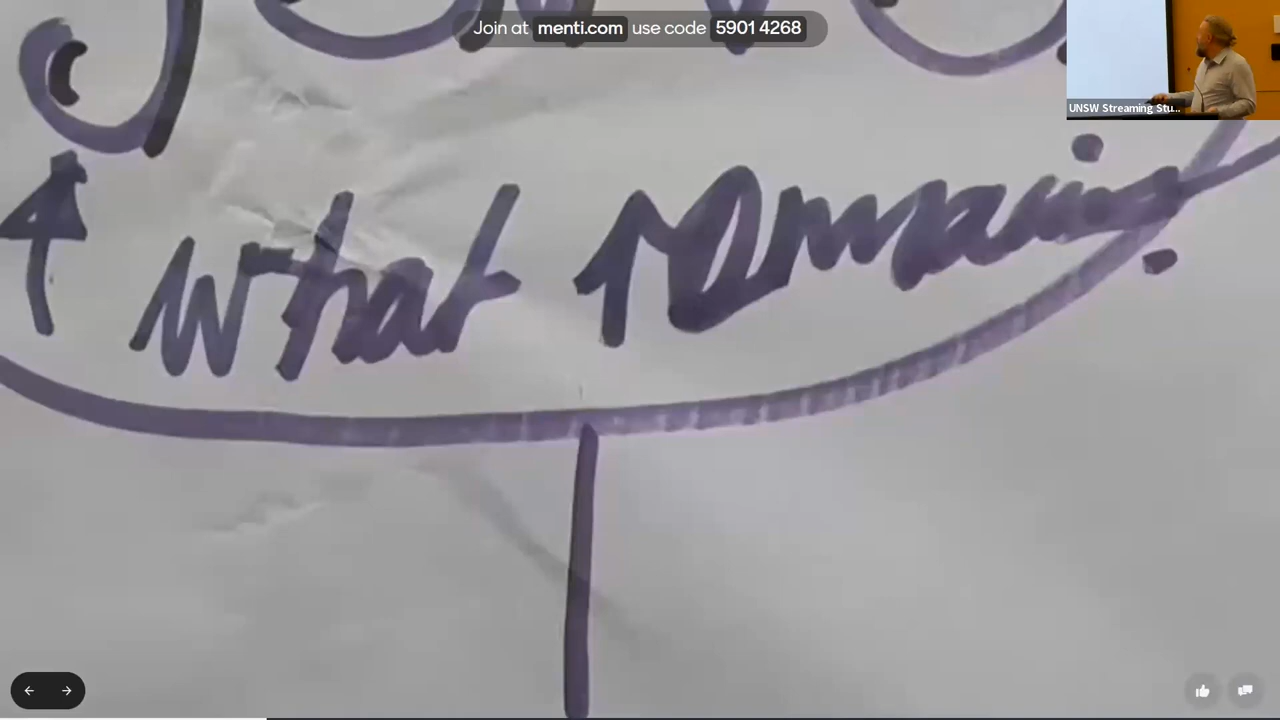 Join at menti.com use code 5901 4268
UNSW Streaming Stu...
what remains